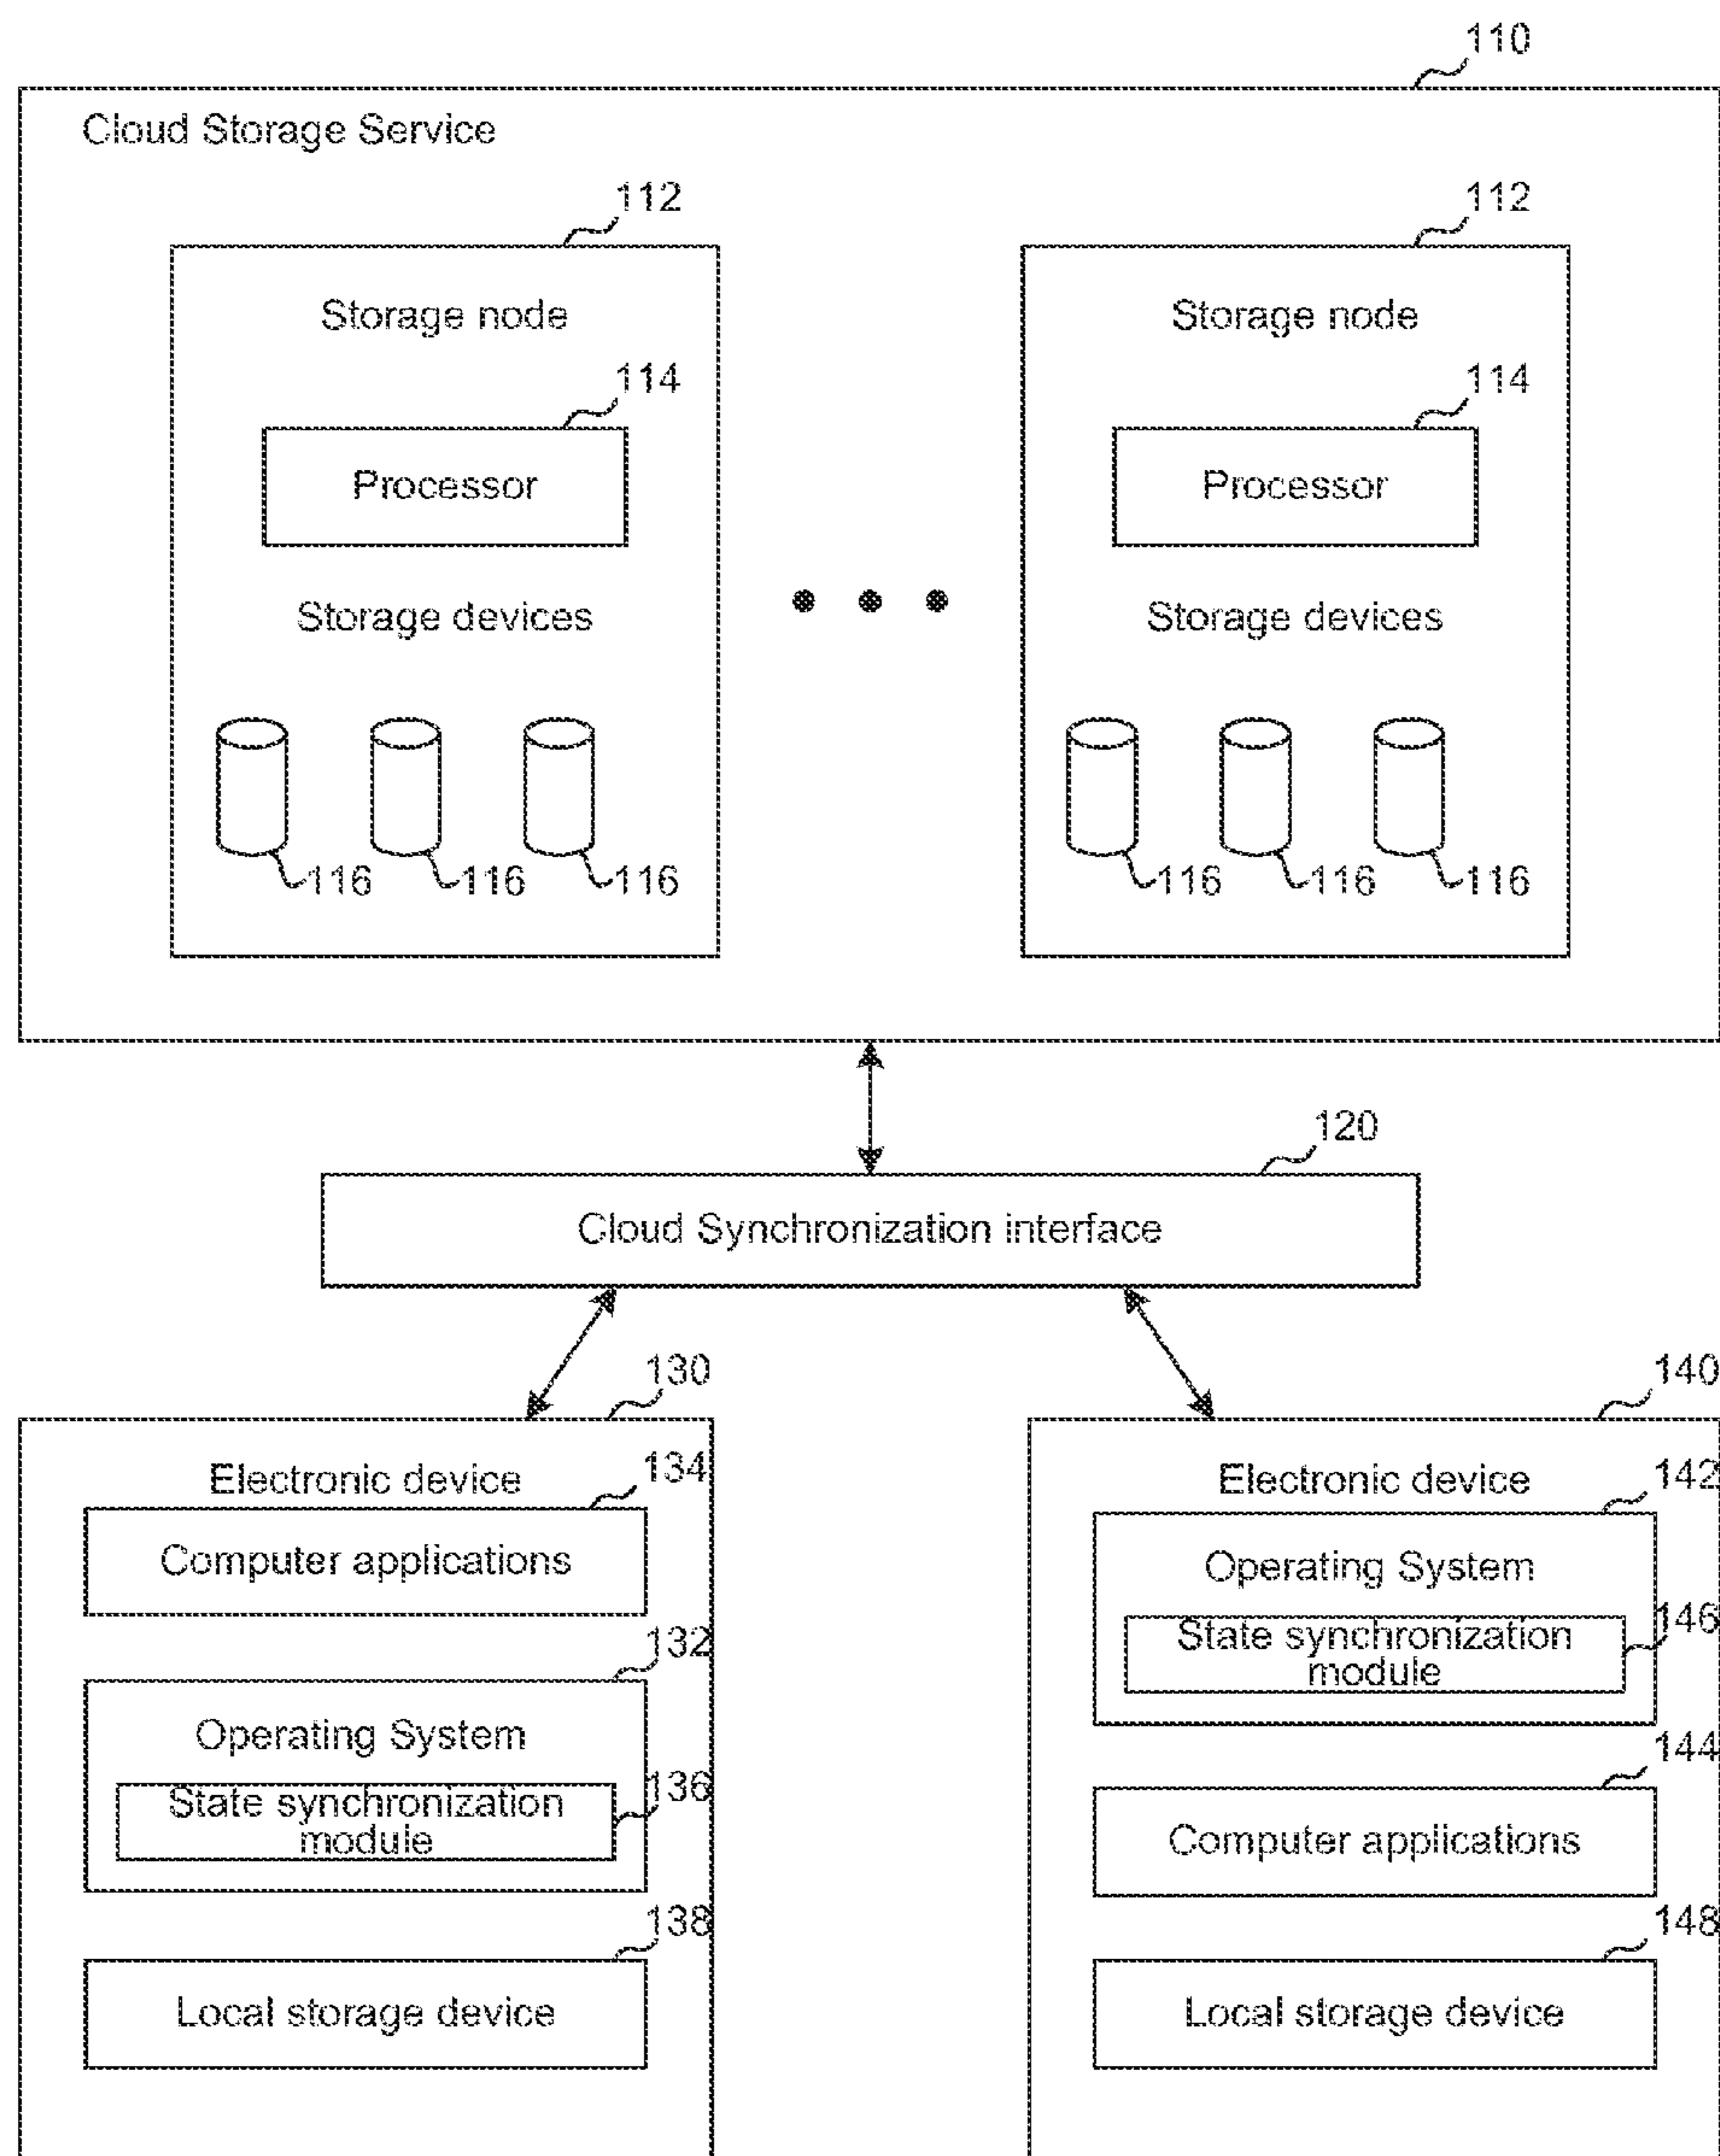 110
Cloud Storage Service
112
112
Storage node
Storage node
114
114
Processor
Processor
Storage devices
Storage devices
116
116
116
116
116
116
120
Cloud Synchronization interface
130
140
Electronic device
134
Computer applications
132
Operating System
State synchronization
module
136
138
Local storage device
Electronic device
142
Operating System
State synchronization
module
146
144
Computer applications
148
Local storage device